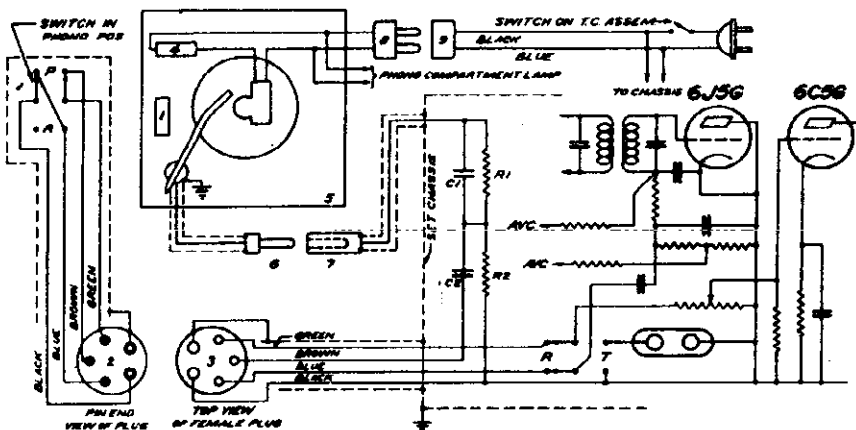 SWITCH IN
PHONO POS
P
R
4
1
5
8
9
SWITCH ON T.C. ASSEM
BLACK
BLUE
PHONO COMPARTMENT LAMP
TO CHASSIS
6J5G
6C5G
C1
R1
AVC
AVC
SET CHASSIS
6
7
R2
BLACK
BLUE
BROWN
GREEN
2
3
GREEN
BROWN
BLUE
BLACK
R
T
PIN END
VIEW OF PLUG
TOP VIEW
OF FEMALE PLUG